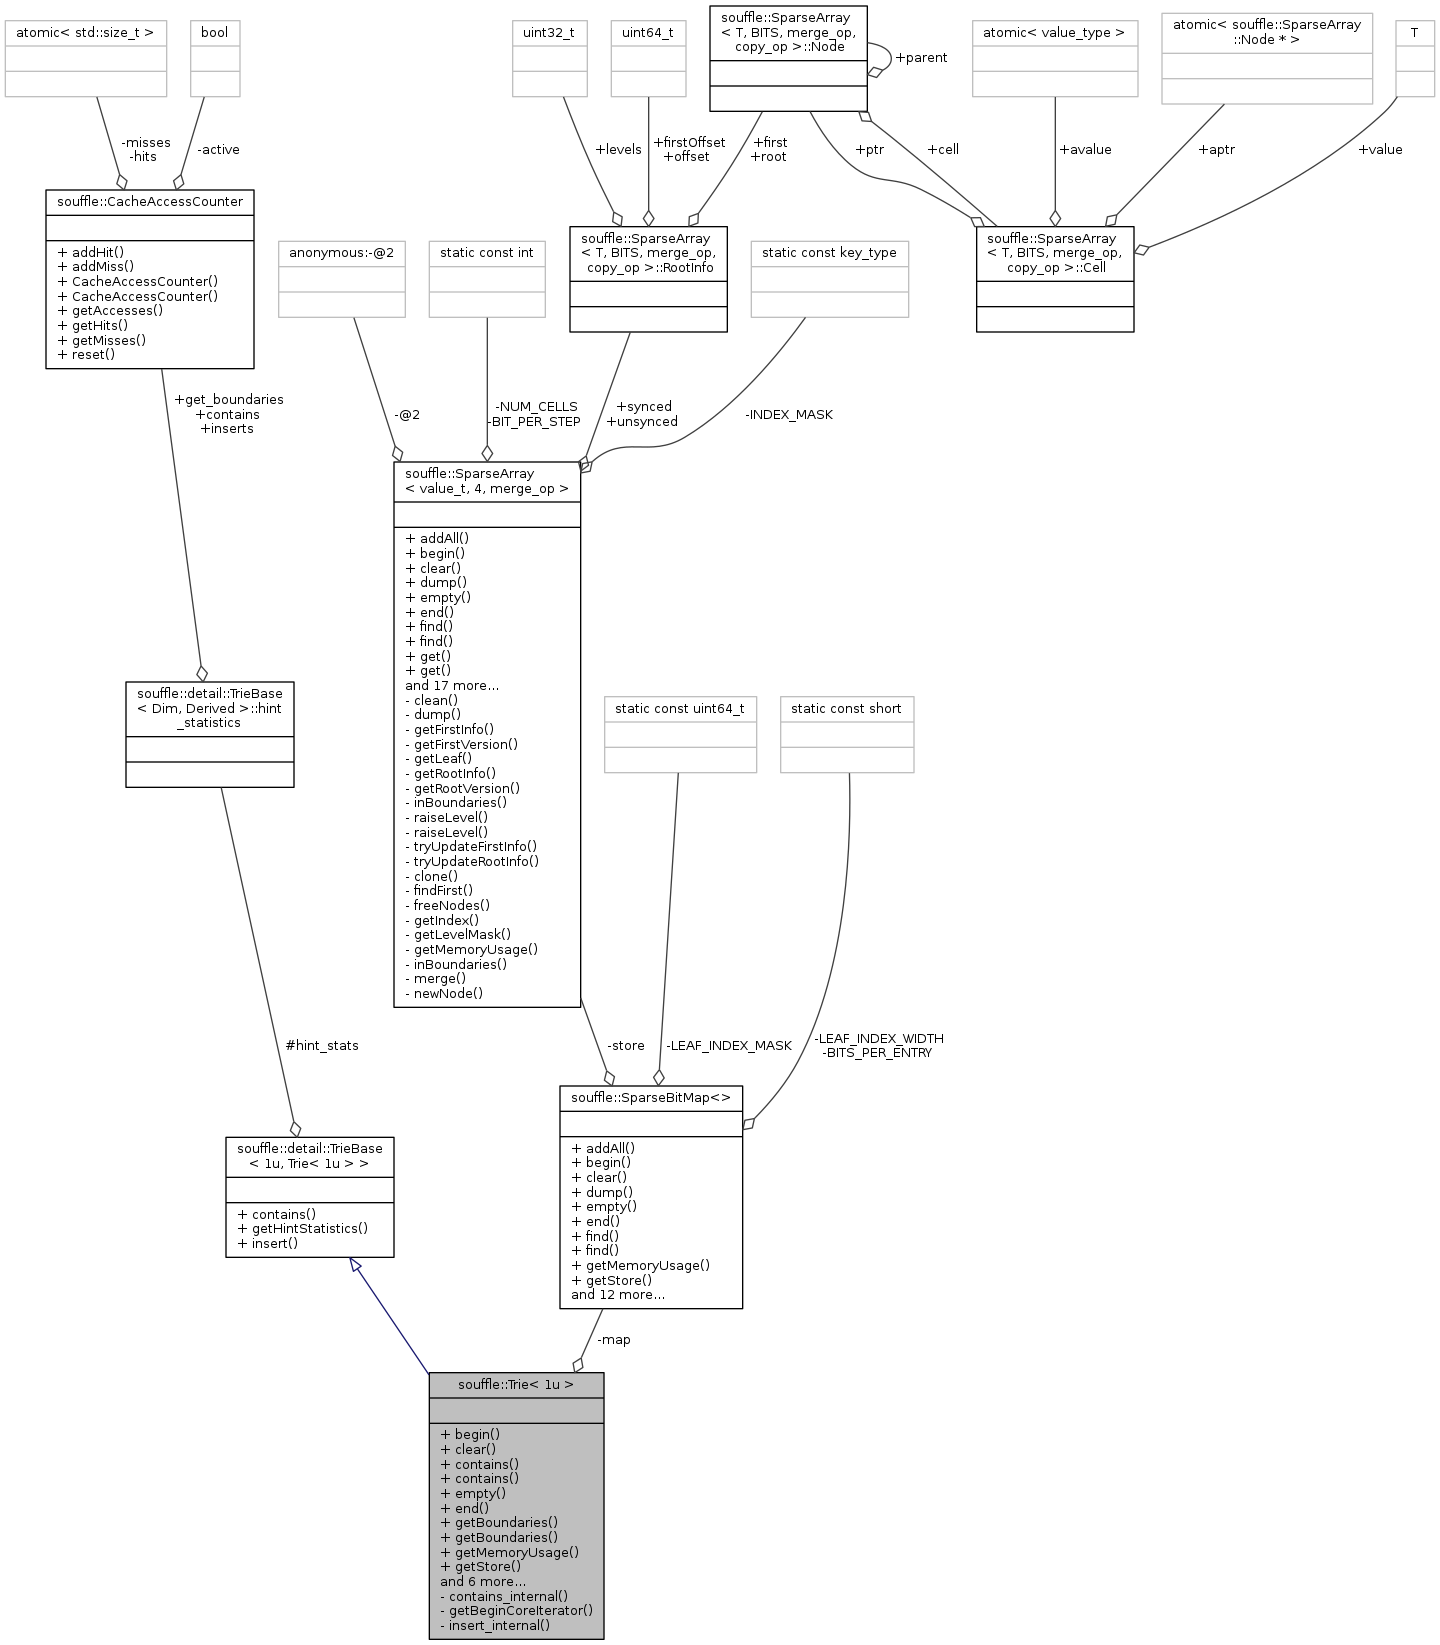 atomic< std::size_t >
bool
uint32_t
uint64_t
souffle::SparseArray
< T, BITS, merge_op,
copy_op >::Node
+parent
atomic< value_type >
atomic< souffle::SparseArray
::Node * >
T
-misses
-hits
-active
+levels
+firstOffset
+offset
+first
+root
+ptr
+cell
+avalue
+aptr
+value
souffle::CacheAccessCounter
+ addHit()
+ addMiss()
+ CacheAccessCounter()
+ CacheAccessCounter()
+ getAccesses()
+ getHits()
+ getMisses()
+ reset()
anonymous:-@2
static const int
souffle::SparseArray
< T, BITS, merge_op,
copy_op >::RootInfo
static const key_type
souffle::SparseArray
< T, BITS, merge_op,
copy_op >::Cell
+get_boundaries
+contains
+inserts
-@2
-NUM_CELLS
-BIT_PER_STEP
+synced
+unsynced
-INDEX_MASK
souffle::SparseArray
< value_t, 4, merge_op >
+ addAll()
+ begin()
+ clear()
+ dump()
+ empty()
+ end()
+ find()
+ find()
+ get()
+ get()
and 17 more...
- clean()
- dump()
- getFirstInfo()
- getFirstVersion()
- getLeaf()
- getRootInfo()
- getRootVersion()
- inBoundaries()
- raiseLevel()
- raiseLevel()
- tryUpdateFirstInfo()
- tryUpdateRootInfo()
- clone()
- findFirst()
- freeNodes()
- getIndex()
- getLevelMask()
- getMemoryUsage()
- inBoundaries()
- merge()
- newNode()
souffle::detail::TrieBase
< Dim, Derived >::hint
_statistics
static const uint64_t
static const short
#hint_stats
-store
-LEAF_INDEX_MASK
-LEAF_INDEX_WIDTH
-BITS_PER_ENTRY
souffle::detail::TrieBase
< 1u, Trie< 1u > >
+ contains()
+ getHintStatistics()
+ insert()
souffle::SparseBitMap<>
+ addAll()
+ begin()
+ clear()
+ dump()
+ empty()
+ end()
+ find()
+ find()
+ getMemoryUsage()
+ getStore()
and 12 more...
-map
souffle::Trie< 1u >
+ begin()
+ clear()
+ contains()
+ contains()
+ empty()
+ end()
+ getBoundaries()
+ getBoundaries()
+ getMemoryUsage()
+ getStore()
and 6 more...
- contains_internal()
- getBeginCoreIterator()
- insert_internal()